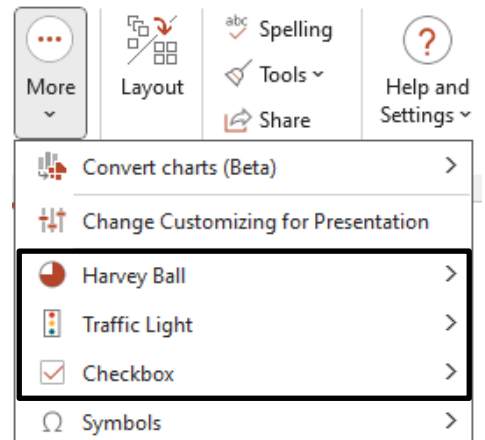 abc Spelling
More
Layout
Tools
Help and
Settings
Share
Convert charts (Beta)
Change Customizing for Presentation
Harvey Ball
Traffic Light
Checkbox
Ω Symbols